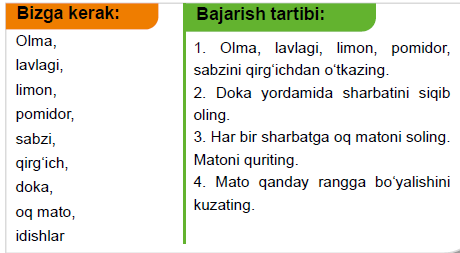 Bizga kerak:
Olma,
lavlagi,
limon,
pomidor,
sabzi,
qirg‘ich,
doka,
oq mato,
idishlar
Bajarish tartibi:
1. Olma, lavlagi, limon, pomidor,
sabzini qirg‘ichdan o‘tkazing.
2. Doka yordamida sharbatini siqib
oling.
3. Har bir sharbatga oq matoni soling.
Matoni quriting.
4. Mato qanday rangga bo‘yalishini
kuzating.